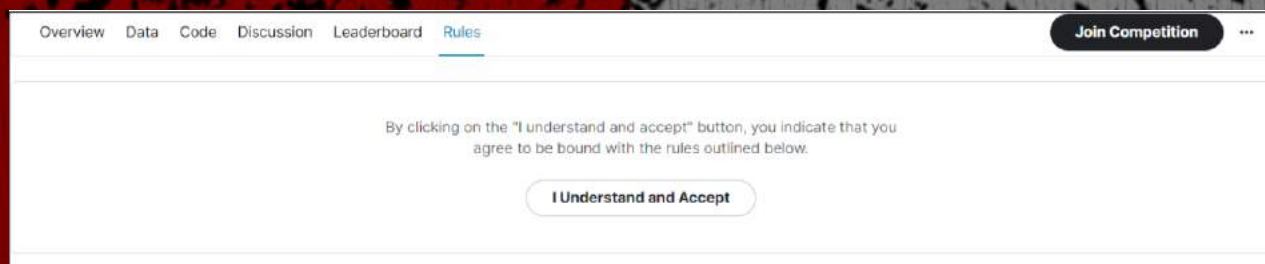 Overview Data Code Discussion Leaderboard Rules Join Competition ...
By clicking on the "I understand and accept" button, you indicate that you
agree to be bound with the rules outlined below.
I Understand and Accept